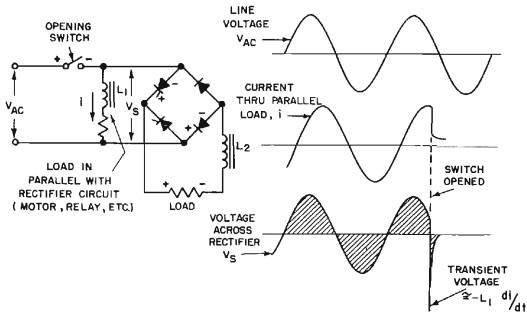 OPENING
SWITCH
+ -
V_AC
i
L1
V_S
- +
+ -
L2
LOAD IN
PARALLEL WITH
RECTIFIER CIRCUIT
(MOTOR, RELAY, ETC.)
+ -
LOAD
LINE
VOLTAGE
V_AC
CURRENT
THRU PARALLEL
LOAD, i
SWITCH
OPENED
VOLTAGE
ACROSS
RECTIFIER
V_S
TRANSIENT
VOLTAGE
≅-L₁ di/dt